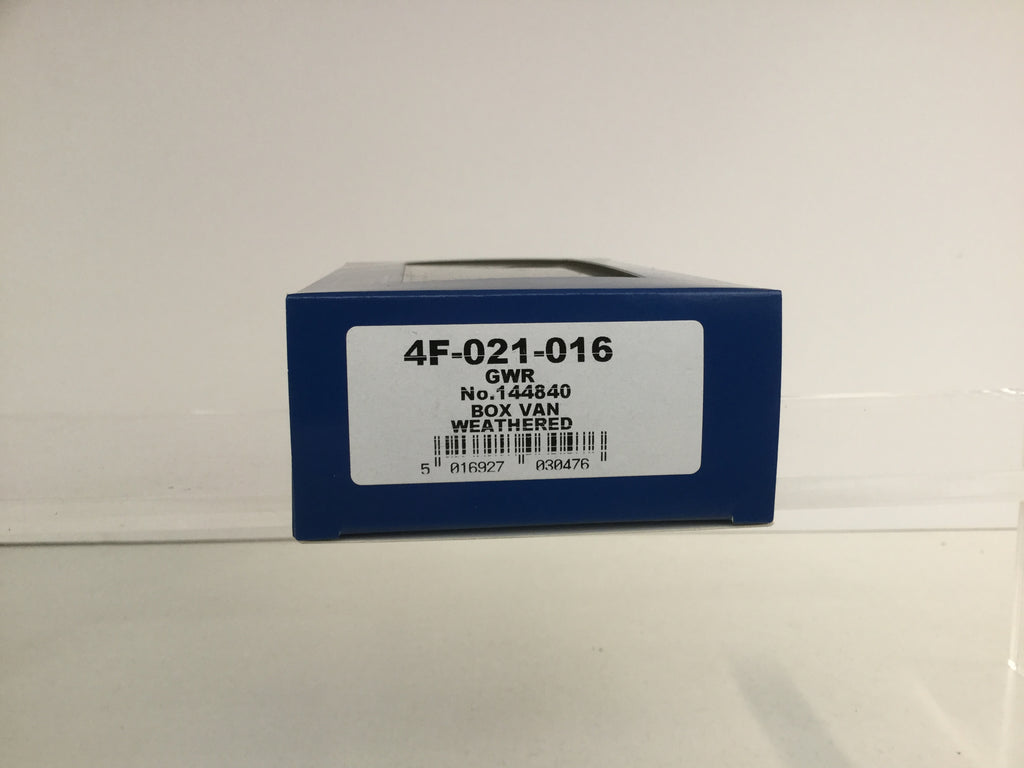 4F-021-016
GWR
No.144840
BOX VAN
WEATHERED
5 016927 030476